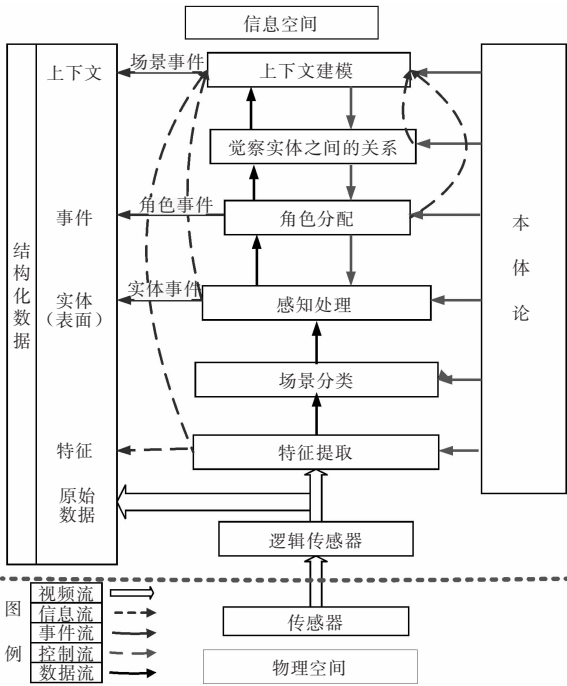 信息空间
上下文
场景事件
上下文建模
觉察实体之间的关系
事件
角色事件
角色分配
结构化数据
本体论
实体
（表面）
实体事件
感知处理
场景分类
特征
特征提取
原始
数据
逻辑传感器
图例
视频流
信息流
事件流
控制流
数据流
传感器
物理空间